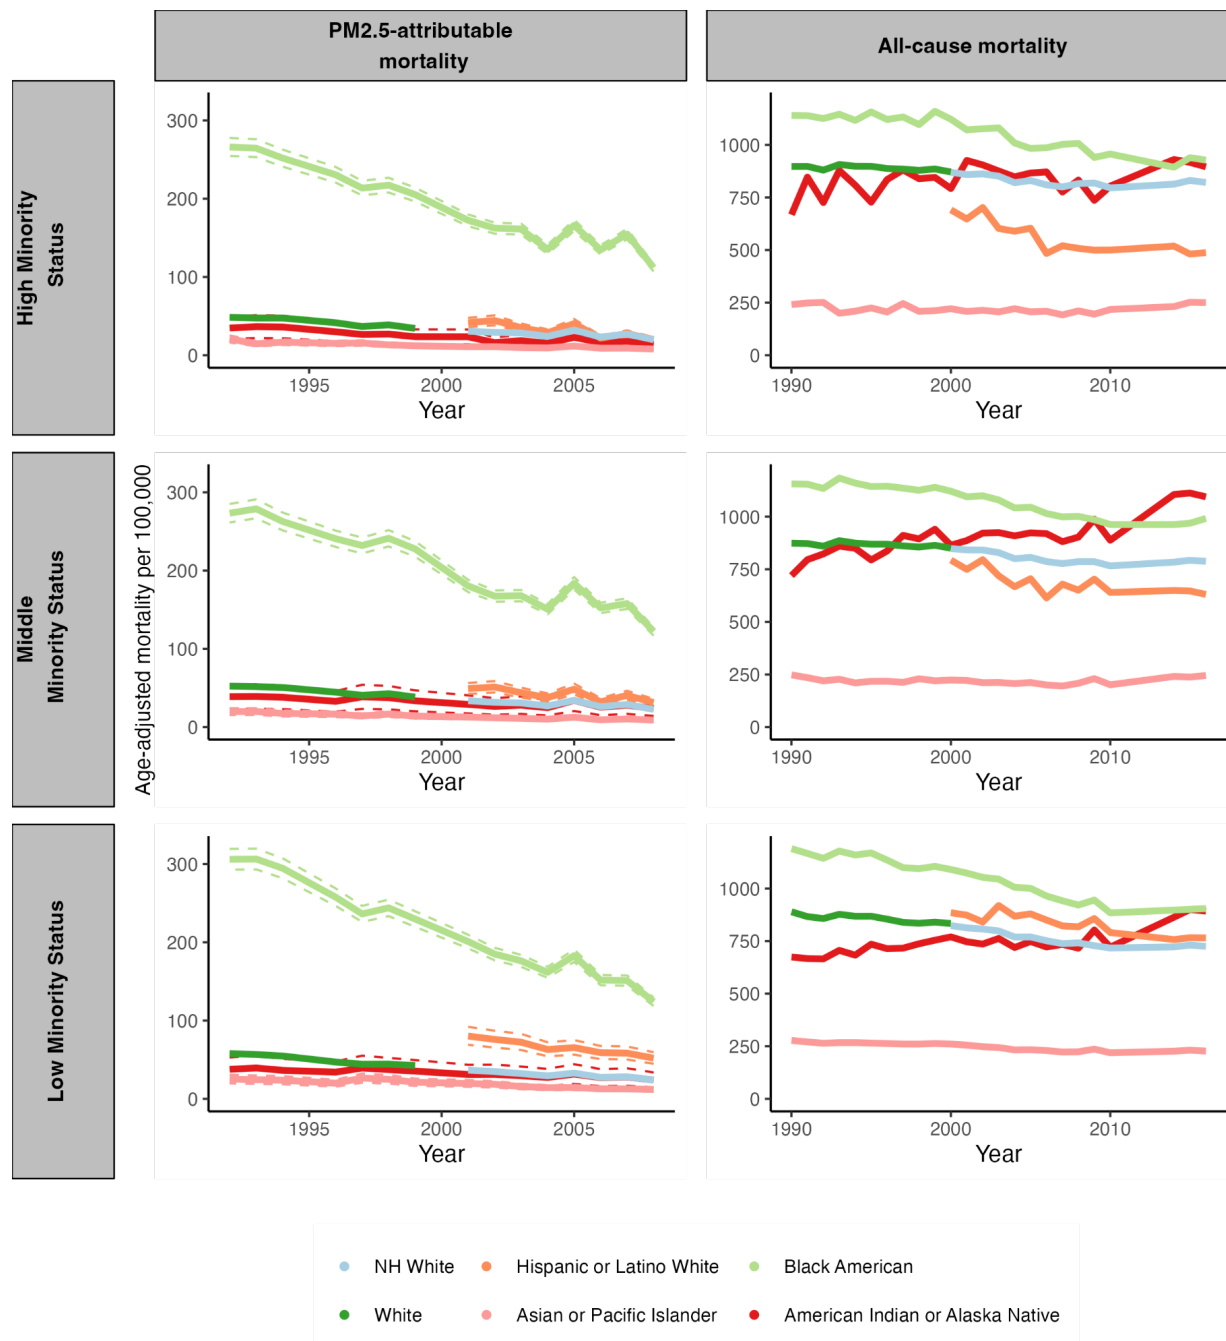 PM2.5-attributable
mortality
All-cause mortality
High Minority
Status
300
200
100
0
1995
2000
2005
Year
1000
750
500
250
0
1990
2000
2010
Year
Middle
Minority Status
Age-adjusted mortality per 100,000
300
200
100
0
1995
2000
2005
Year
1000
750
500
250
0
1990
2000
2010
Year
Low Minority Status
300
200
100
0
1995
2000
2005
Year
1000
750
500
250
0
1990
2000
2010
Year
NH White
Hispanic or Latino White
Black American
White
Asian or Pacific Islander
American Indian or Alaska Native